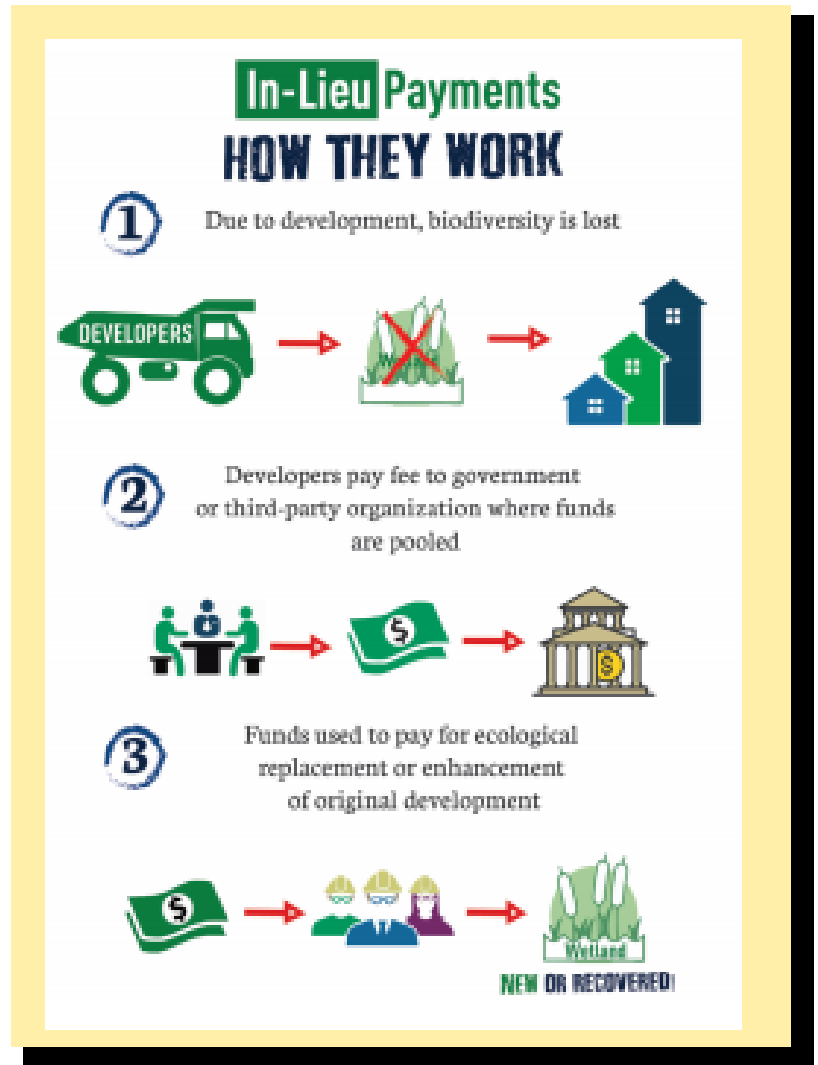 In-Lieu Payments
HOW THEY WORK
1
Due to development, biodiversity is lost
DEVELOPERS
Wetland
2
Developers pay fee to government
or third-party organization where funds
are pooled
$
$
3
Funds used to pay for ecological
replacement or enhancement
of original development
$
Wetland
NEW OR RECOVERED!